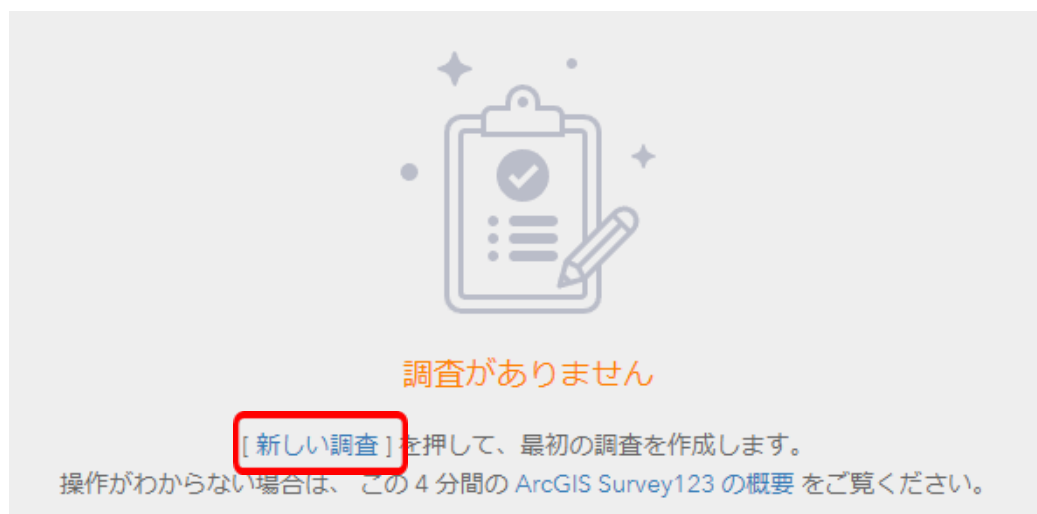 調査がありません
[ 新しい調査 ] を押して、最初の調査を作成します。
操作がわからない場合は、 この 4 分間の ArcGIS Survey123 の概要 をご覧ください。